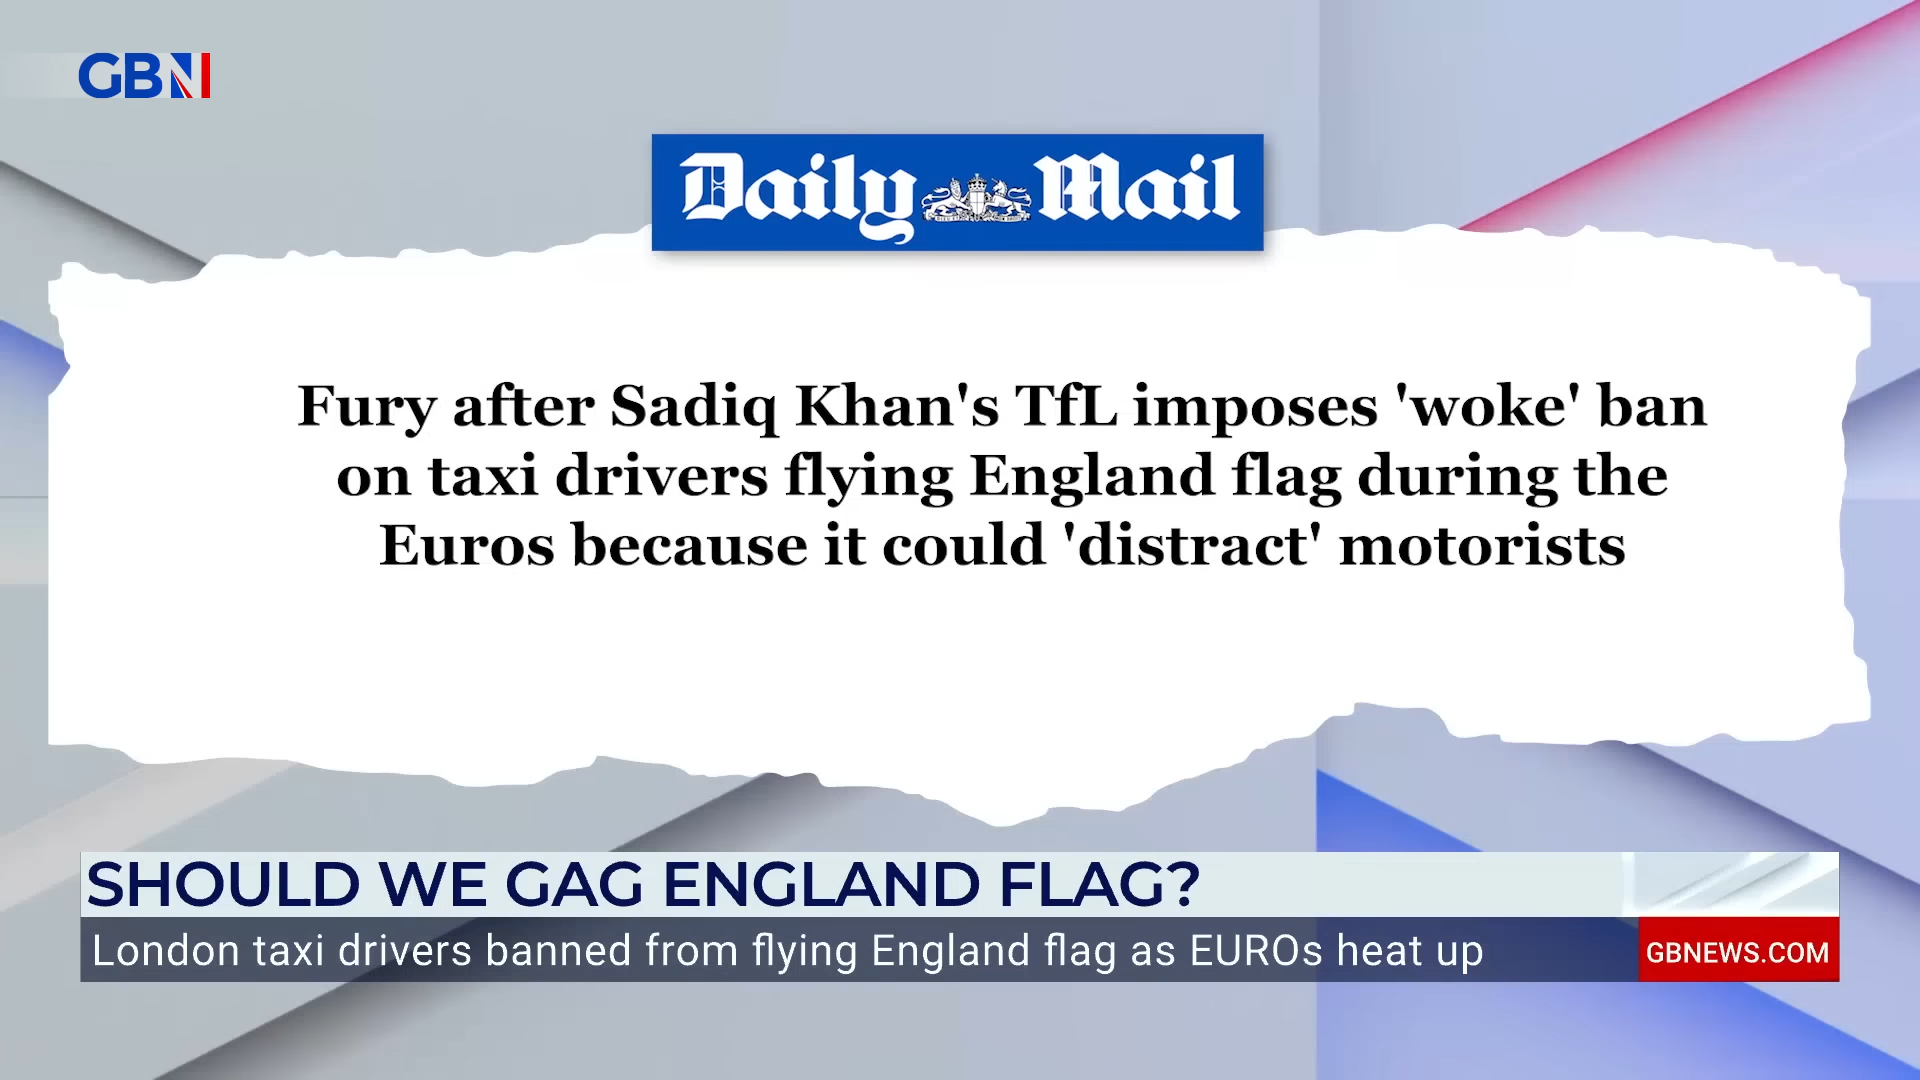 GBN
Daily Mail
Fury after Sadiq Khan's TfL imposes 'woke' ban
on taxi drivers flying England flag during the
Euros because it could 'distract' motorists
SHOULD WE GAG ENGLAND FLAG?
London taxi drivers banned from flying England flag as EUROs heat up
GBNEWS.COM